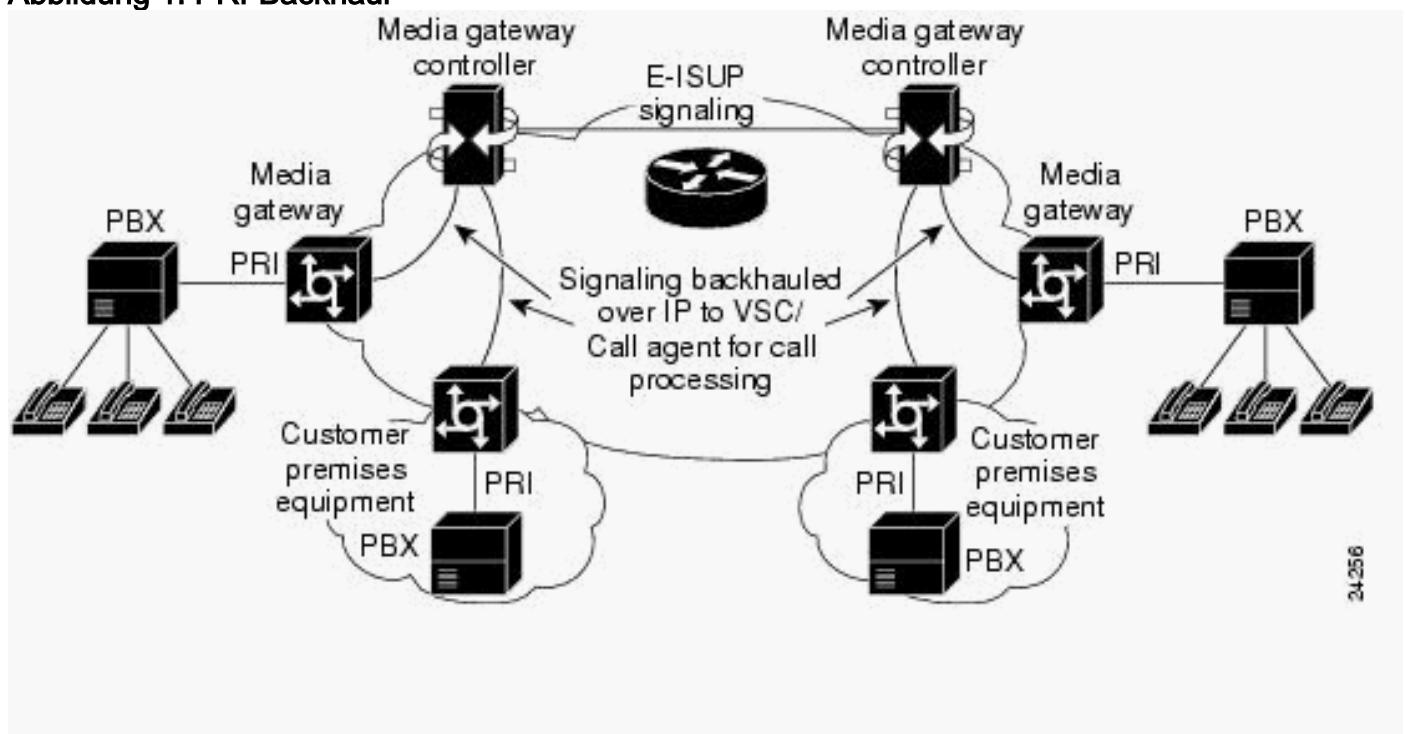 Abbildung 1: PRI-Backhaul
Media gateway
controller
Media gateway
controller
E-ISUP
signaling
Media
gateway
Media
gateway
PBX
PBX
PRI
PRI
Signaling backhauled
over IP to VSC/
Call agent for call
processing
Customer
premises
equipment
Customer
premises
equipment
PRI
PRI
PBX
PBX
24256